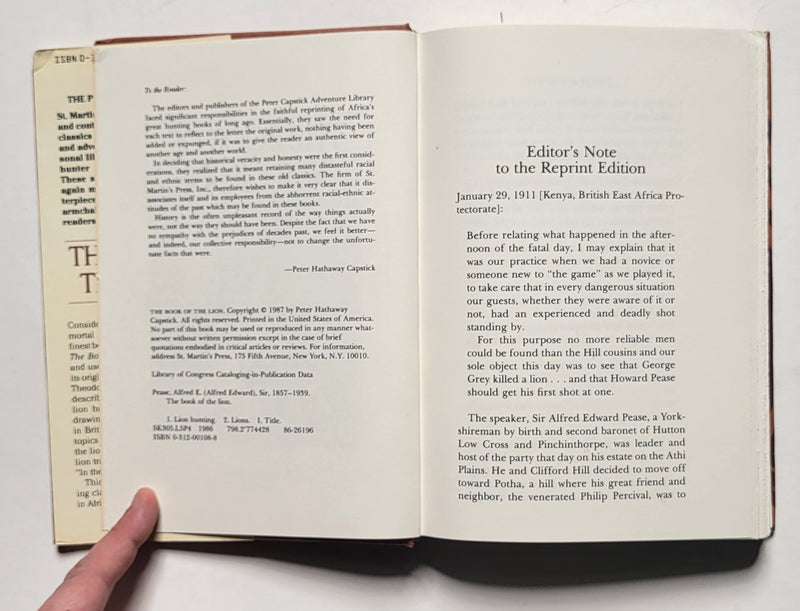 ISBN 0-
THE P
St. Marti
and cont
classics
and adv
sonal lil
hunter
These
again m
terpiec
armcha
readers
TH
T
Conside
mortal
finest b
The Bo
and use
its orig
Theodo
describ
lion hu
drawin
in Brit
topics
the lio
lion tra
"In the
This
ing cla
in Afri
To the Reader:
The editors and publishers of the Peter Capstick Adventure Library
faced significant responsibilities in the faithful reprinting of Africa's
great hunting books of long ago. Essentially, they saw the need for
each text to reflect to the letter the original work, nothing having been
added or expunged, if it was to give the reader an authentic view of
another age and another world.
In deciding that historical veracity and honesty were the first consid-
erations, they realized that it meant retaining many distasteful racial
and ethnic terms to be found in these old classics. The firm of St.
Martin's Press, Inc., therefore wishes to make it very clear that it dis-
associates itself and its employees from the abhorrent racial-ethnic at-
titudes of the past which may be found in these books.
History is the often unpleasant record of the way things actually
were, not the way they should have been. Despite the fact that we have
no sympathy with the prejudices of decades past, we feel it better—
and indeed, our collective responsibility—not to change the unfortu-
nate facts that were.
—Peter Hathaway Capstick
THE BOOK OF THE LION. Copyright © 1987 by Peter Hathaway
Capstick. All rights reserved. Printed in the United States of America.
No part of this book may be used or reproduced in any manner what-
soever without written permission except in the case of brief
quotations embodied in critical articles or reviews. For information,
address St. Martin's Press, 175 Fifth Avenue, New York, N.Y. 10010.
Library of Congress Cataloging-in-Publication Data
Pease, Alfred E. (Alfred Edward), Sir, 1857–1939.
The book of the lion.
1. Lion hunting. 2. Lions. I. Title.
SK305.L5P4 1986 798.2'774428 86-26196
ISBN 0-312-00108-8
Editor's Note
to the Reprint Edition
January 29, 1911 [Kenya, British East Africa Pro-
tectorate]:
Before relating what happened in the after-
noon of the fatal day, I may explain that it
was our practice when we had a novice or
someone new to "the game" as we played it,
to take care that in every dangerous situation
our guests, whether they were aware of it or
not, had an experienced and deadly shot
standing by.
For this purpose no more reliable men
could be found than the Hill cousins and our
sole object this day was to see that George
Grey killed a lion . . . and that Howard Pease
should get his first shot at one.
The speaker, Sir Alfred Edward Pease, a York-
shireman by birth and second baronet of Hutton
Low Cross and Pinchinthorpe, was leader and
host of the party that day on his estate on the Athi
Plains. He and Clifford Hill decided to move off
toward Potha, a hill where his great friend and
neighbor, the venerated Philip Percival, was to